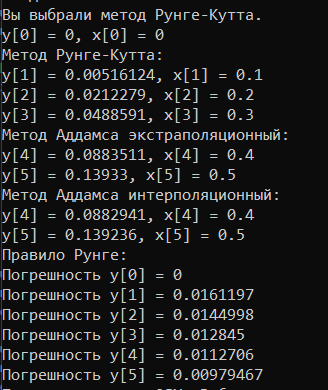 Вы выбрали метод Рунге-Кутта.
y[0] = 0, x[0] = 0
Метод Рунге-Кутта:
y[1] = 0.00516124, x[1] = 0.1
y[2] = 0.0212279, x[2] = 0.2
y[3] = 0.0488591, x[3] = 0.3
Метод Аддамса экстраполяционный:
y[4] = 0.0883511, x[4] = 0.4
y[5] = 0.13933, x[5] = 0.5
Метод Аддамса интерполяционный:
y[4] = 0.0882941, x[4] = 0.4
y[5] = 0.139236, x[5] = 0.5
Правило Рунге:
Погрешность y[0] = 0
Погрешность y[1] = 0.0161197
Погрешность y[2] = 0.0144998
Погрешность y[3] = 0.012845
Погрешность y[4] = 0.0112706
Погрешность y[5] = 0.00979467